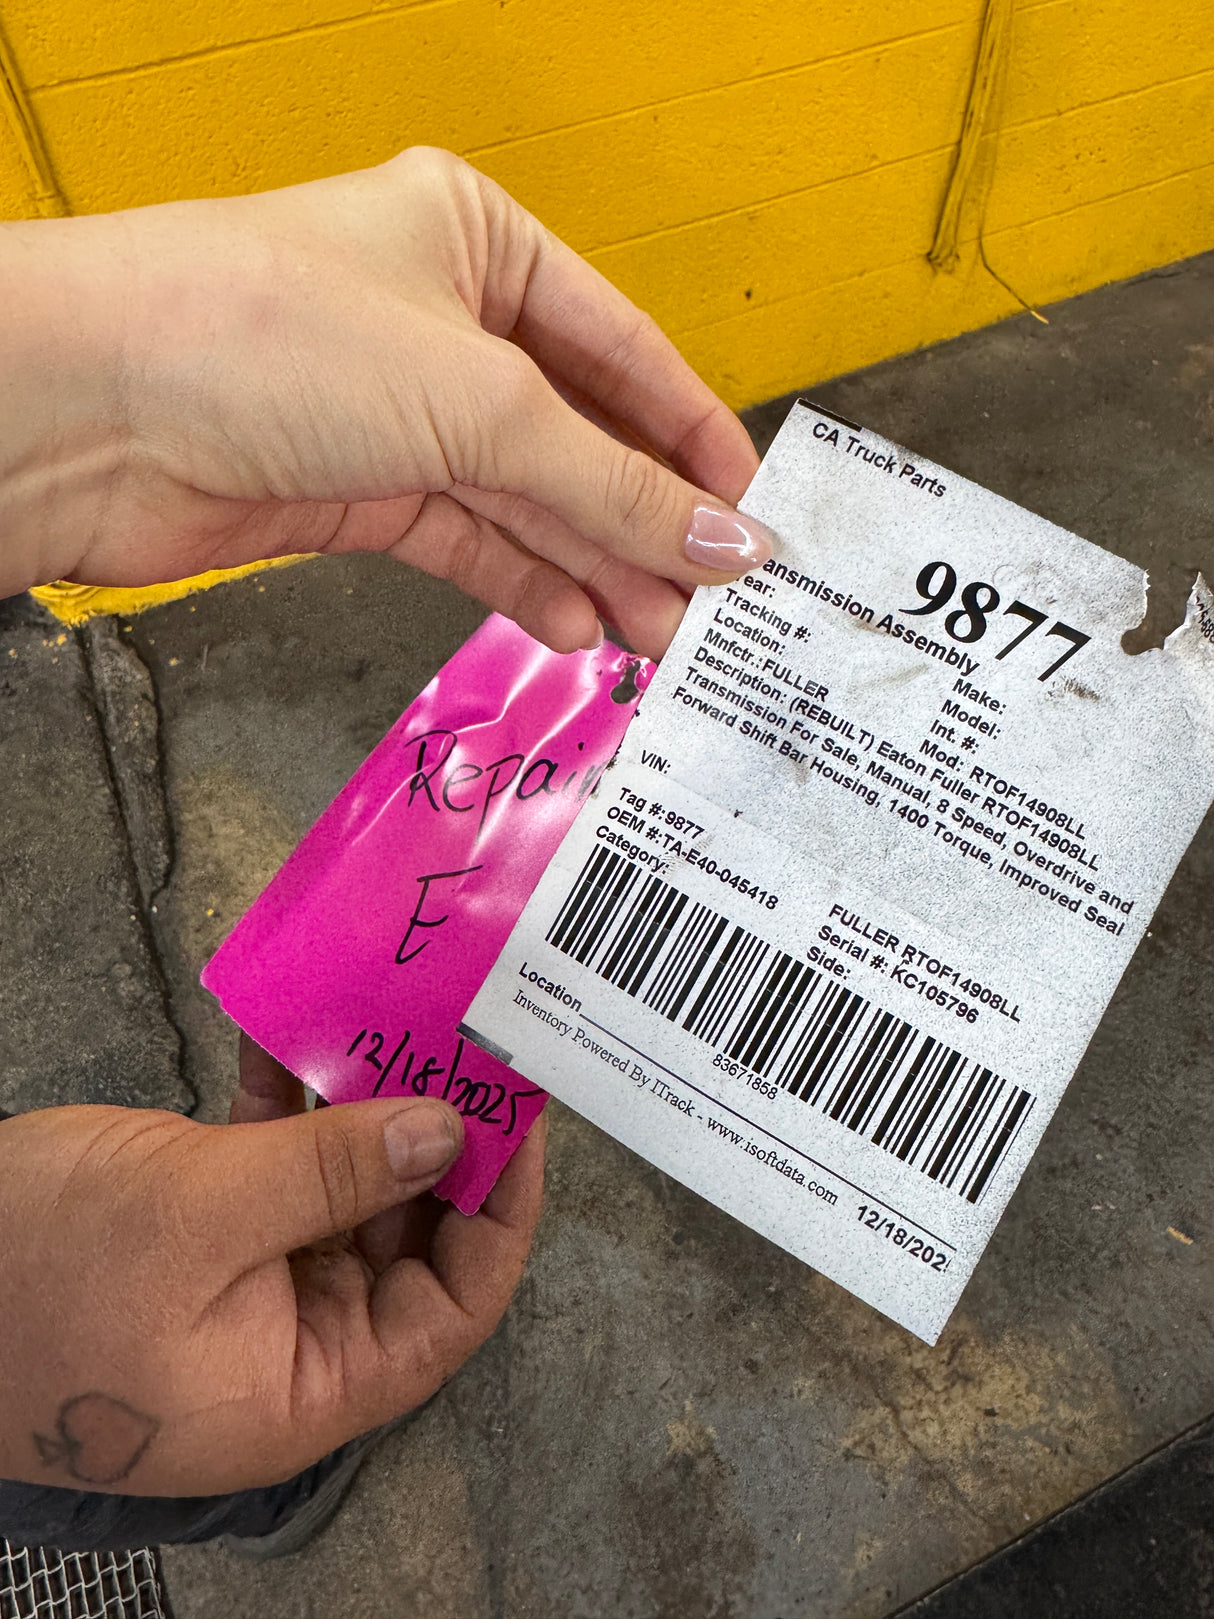 CA Truck Parts
9877
ansmission Assembly
ear:
Make:
Tracking #:
Model:
Location:
Int. #:
Mnfctr.: FULLER
Mod: RTOF14908LL
Description: (REBUILT) Eaton Fuller RTOF14908LL
Transmission For Sale, Manual, 8 Speed, Overdrive and
Forward Shift Bar Housing, 1400 Torque, Improved Seal
VIN:
Tag #:9877
FULLER RTOF14908LL
OEM #:TA-E40-045418
Serial #: KC105796
Category:
Side:
83671858
Location
Inventory Powered By ITrack - www.isoftdata.com
12/18/202
Repair
E
12/18/2025